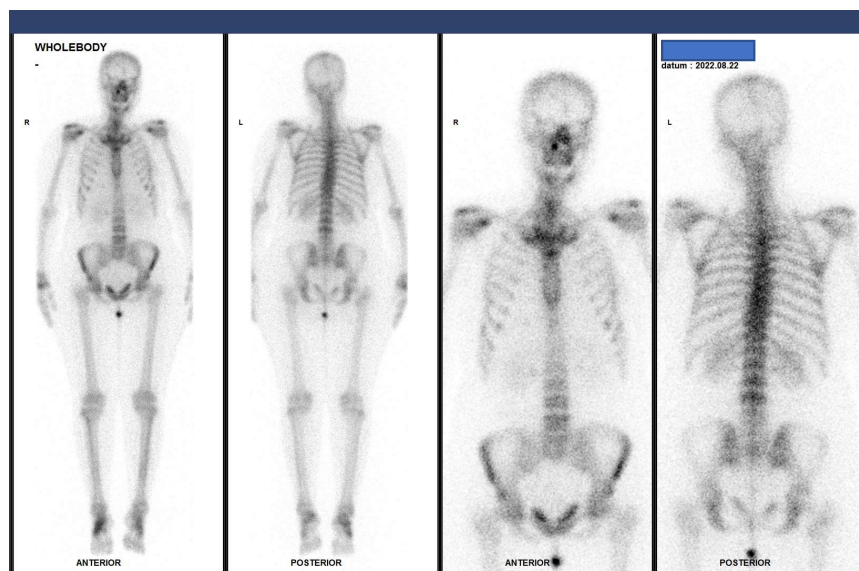 WHOLEBODY
-
R
ANTERIOR
L
POSTERIOR
R
ANTERIOR
datum : 2022.08.22
L
POSTERIOR